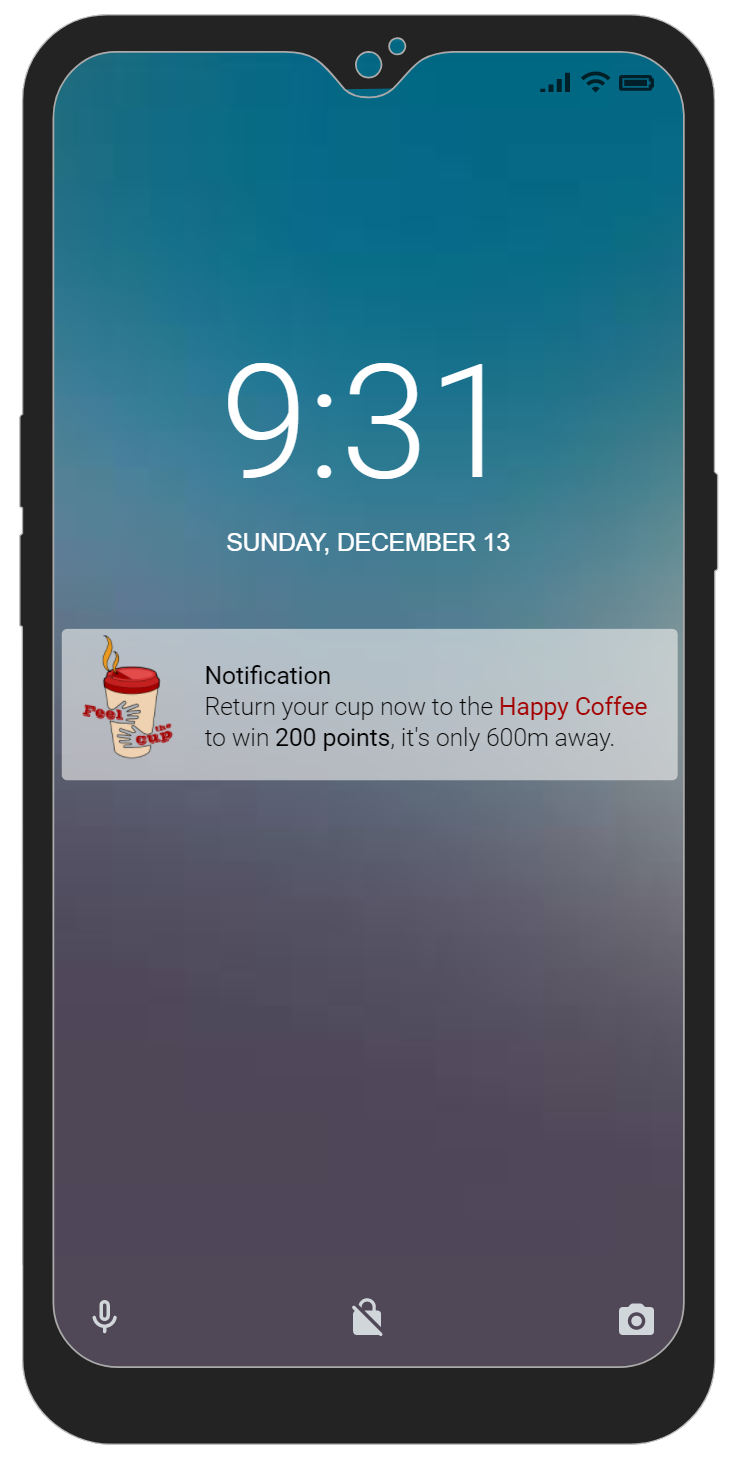 9:31
SUNDAY, DECEMBER 13
Notification
Return your cup now to the Happy Coffee
to win 200 points, it's only 600m away.
Feel
the
cup